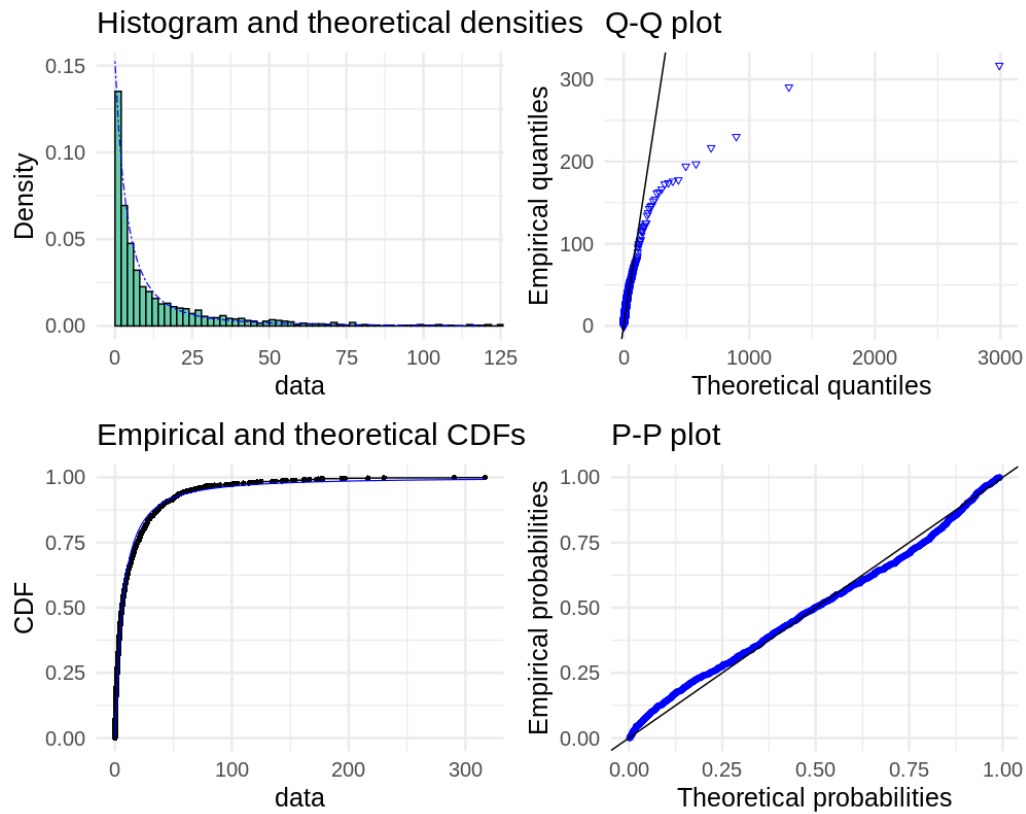 Histogram and theoretical densities
0.15
0.10
0.05
0.00
Density
0 25 50 75 100 125
data
Q-Q plot
300
200
100
0
Empirical quantiles
0 1000 2000 3000
Theoretical quantiles
Empirical and theoretical CDFs
1.00
0.75
0.50
0.25
0.00
CDF
0 100 200 300
data
P-P plot
1.00
0.75
0.50
0.25
0.00
Empirical probabilities
0.00 0.25 0.50 0.75 1.00
Theoretical probabilities